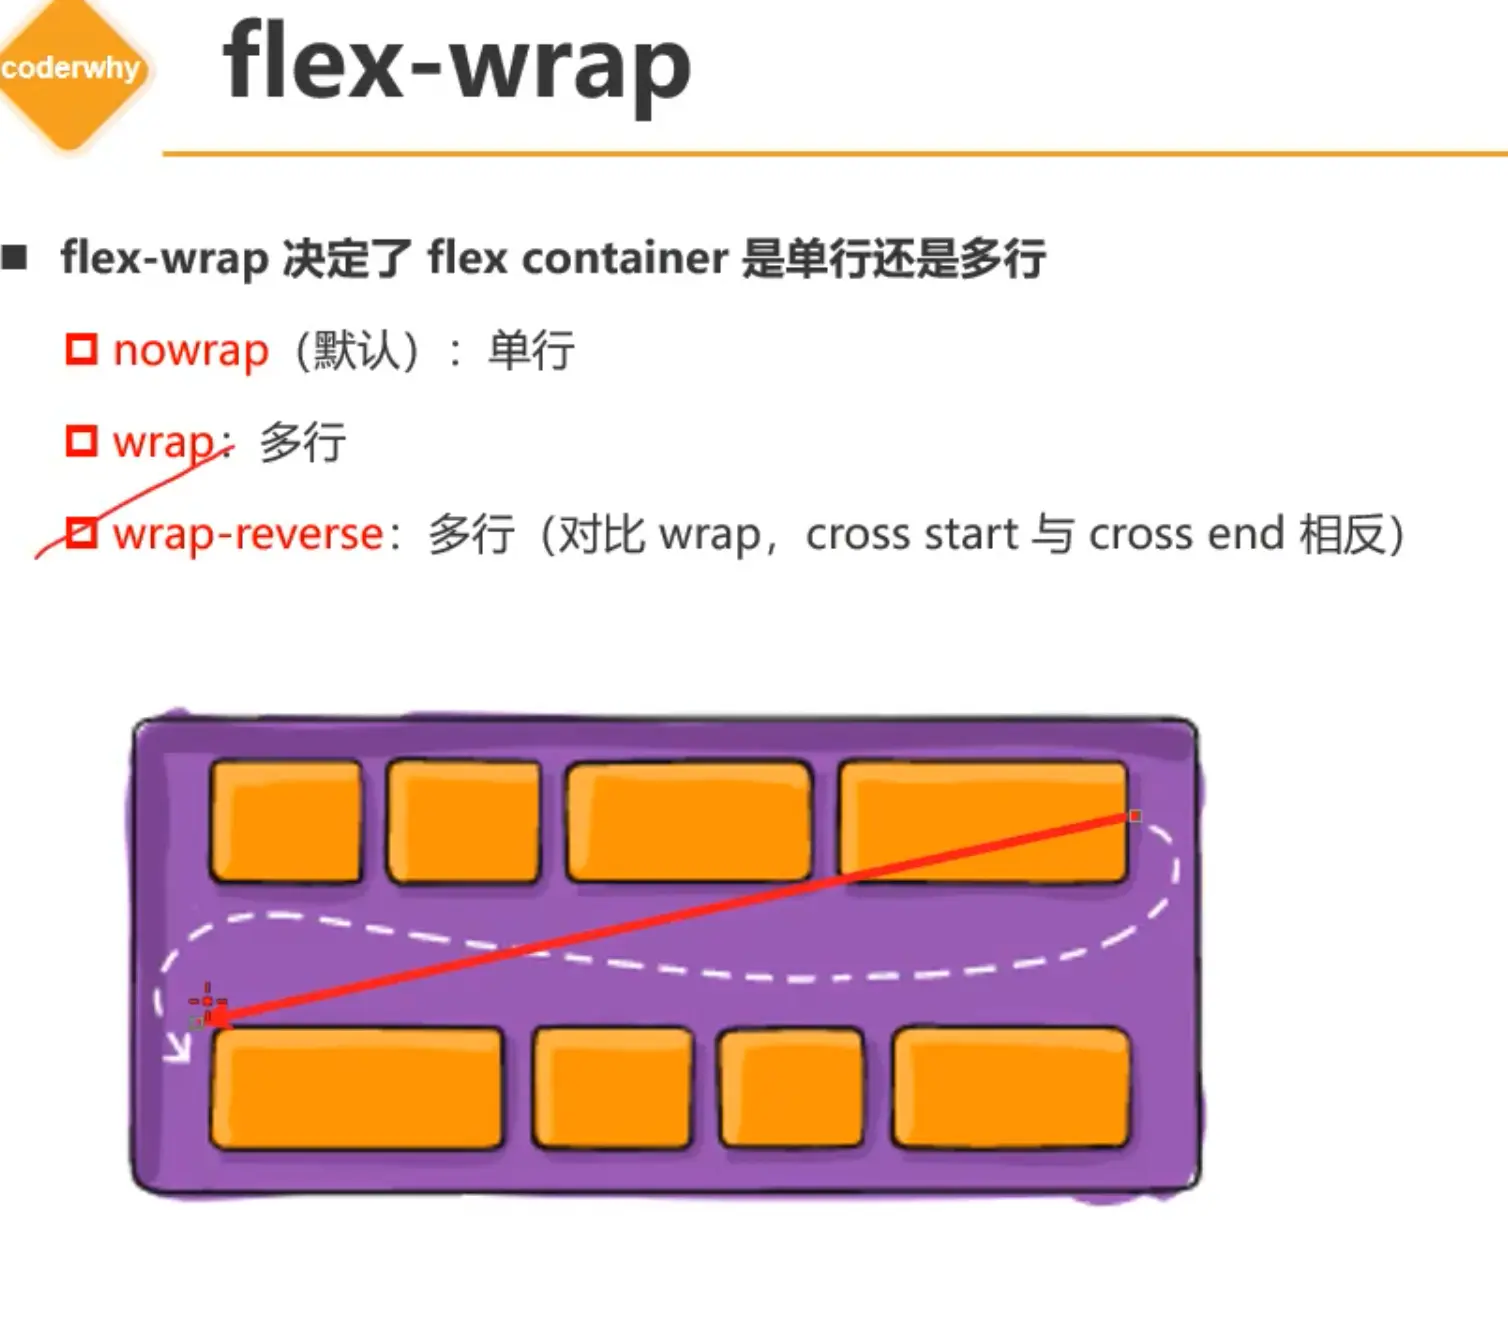 coderwhy
flex-wrap
flex-wrap 决定了 flex container 是单行还是多行
nowrap（默认）：单行
wrap：多行
wrap-reverse：多行（对比 wrap，cross start 与 cross end 相反）